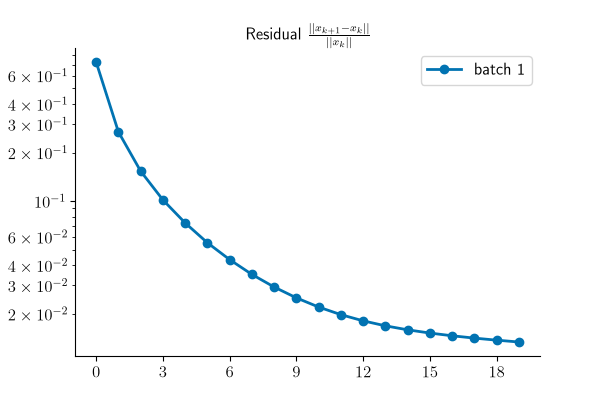 Residual \frac{||x_{k+1}-x_k||}{||x_k||}
batch 1
6 × 10⁻¹
4 × 10⁻¹
3 × 10⁻¹
2 × 10⁻¹
10⁻¹
6 × 10⁻²
4 × 10⁻²
3 × 10⁻²
2 × 10⁻²
0 3 6 9 12 15 18